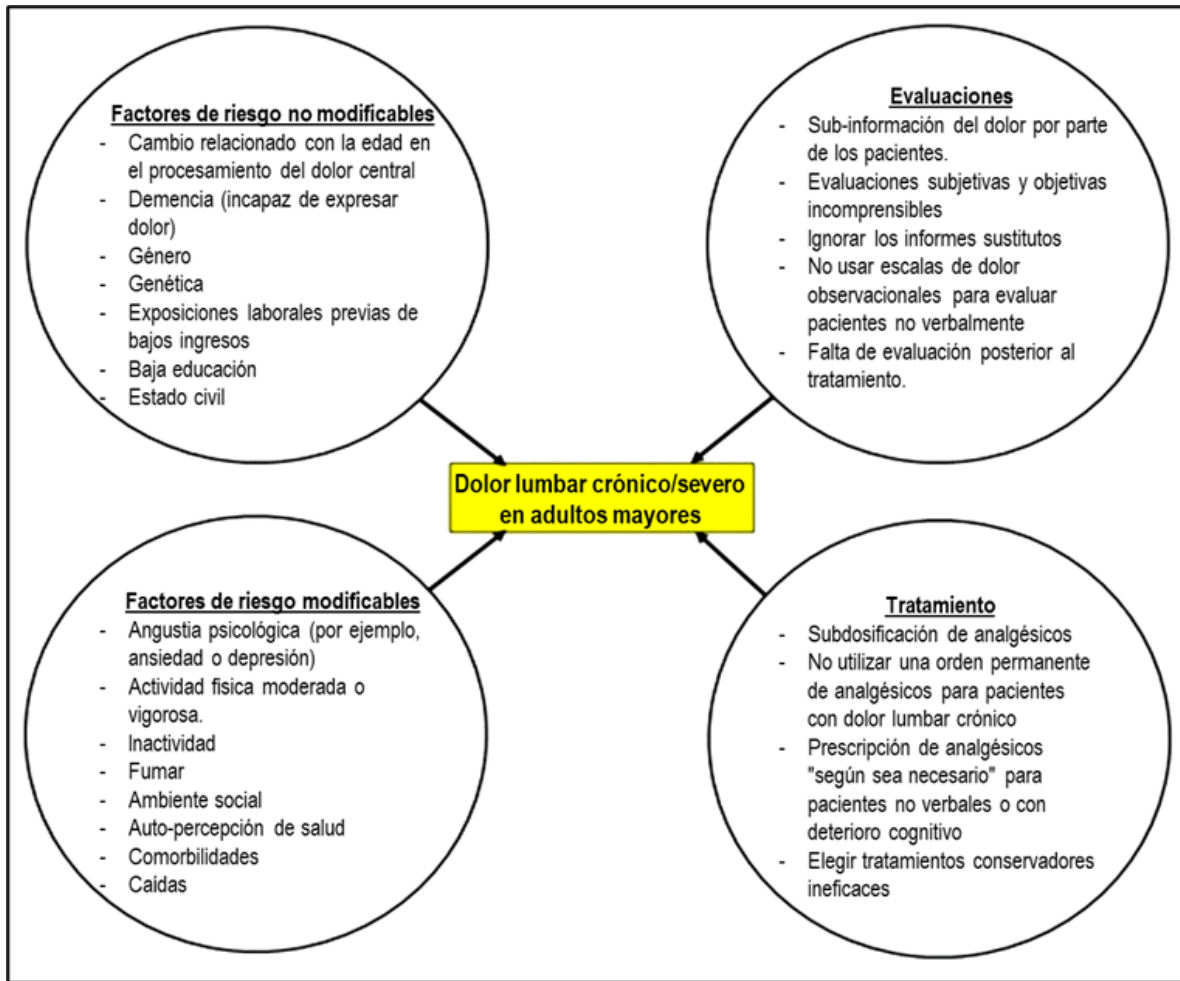 Factores de riesgo no modificables
- Cambio relacionado con la edad en
el procesamiento del dolor central
- Demencia (incapaz de expresar
dolor)
- Género
- Genética
- Exposiciones laborales previas de
bajos ingresos
- Baja educación
- Estado civil
Evaluaciones
- Sub-información del dolor por parte
de los pacientes.
- Evaluaciones subjetivas y objetivas
incomprensibles
- Ignorar los informes sustitutos
- No usar escalas de dolor
observacionales para evaluar
pacientes no verbalmente
- Falta de evaluación posterior al
tratamiento.
Dolor lumbar crónico/severo
en adultos mayores
Factores de riesgo modificables
- Angustia psicológica (por ejemplo,
ansiedad o depresión)
- Actividad física moderada o
vigorosa.
- Inactividad
- Fumar
- Ambiente social
- Auto-percepción de salud
- Comorbilidades
- Caídas
Tratamiento
- Subdosificación de analgésicos
- No utilizar una orden permanente
de analgésicos para pacientes
con dolor lumbar crónico
- Prescripción de analgésicos
"según sea necesario" para
pacientes no verbales o con
deterioro cognitivo
- Elegir tratamientos conservadores
ineficaces